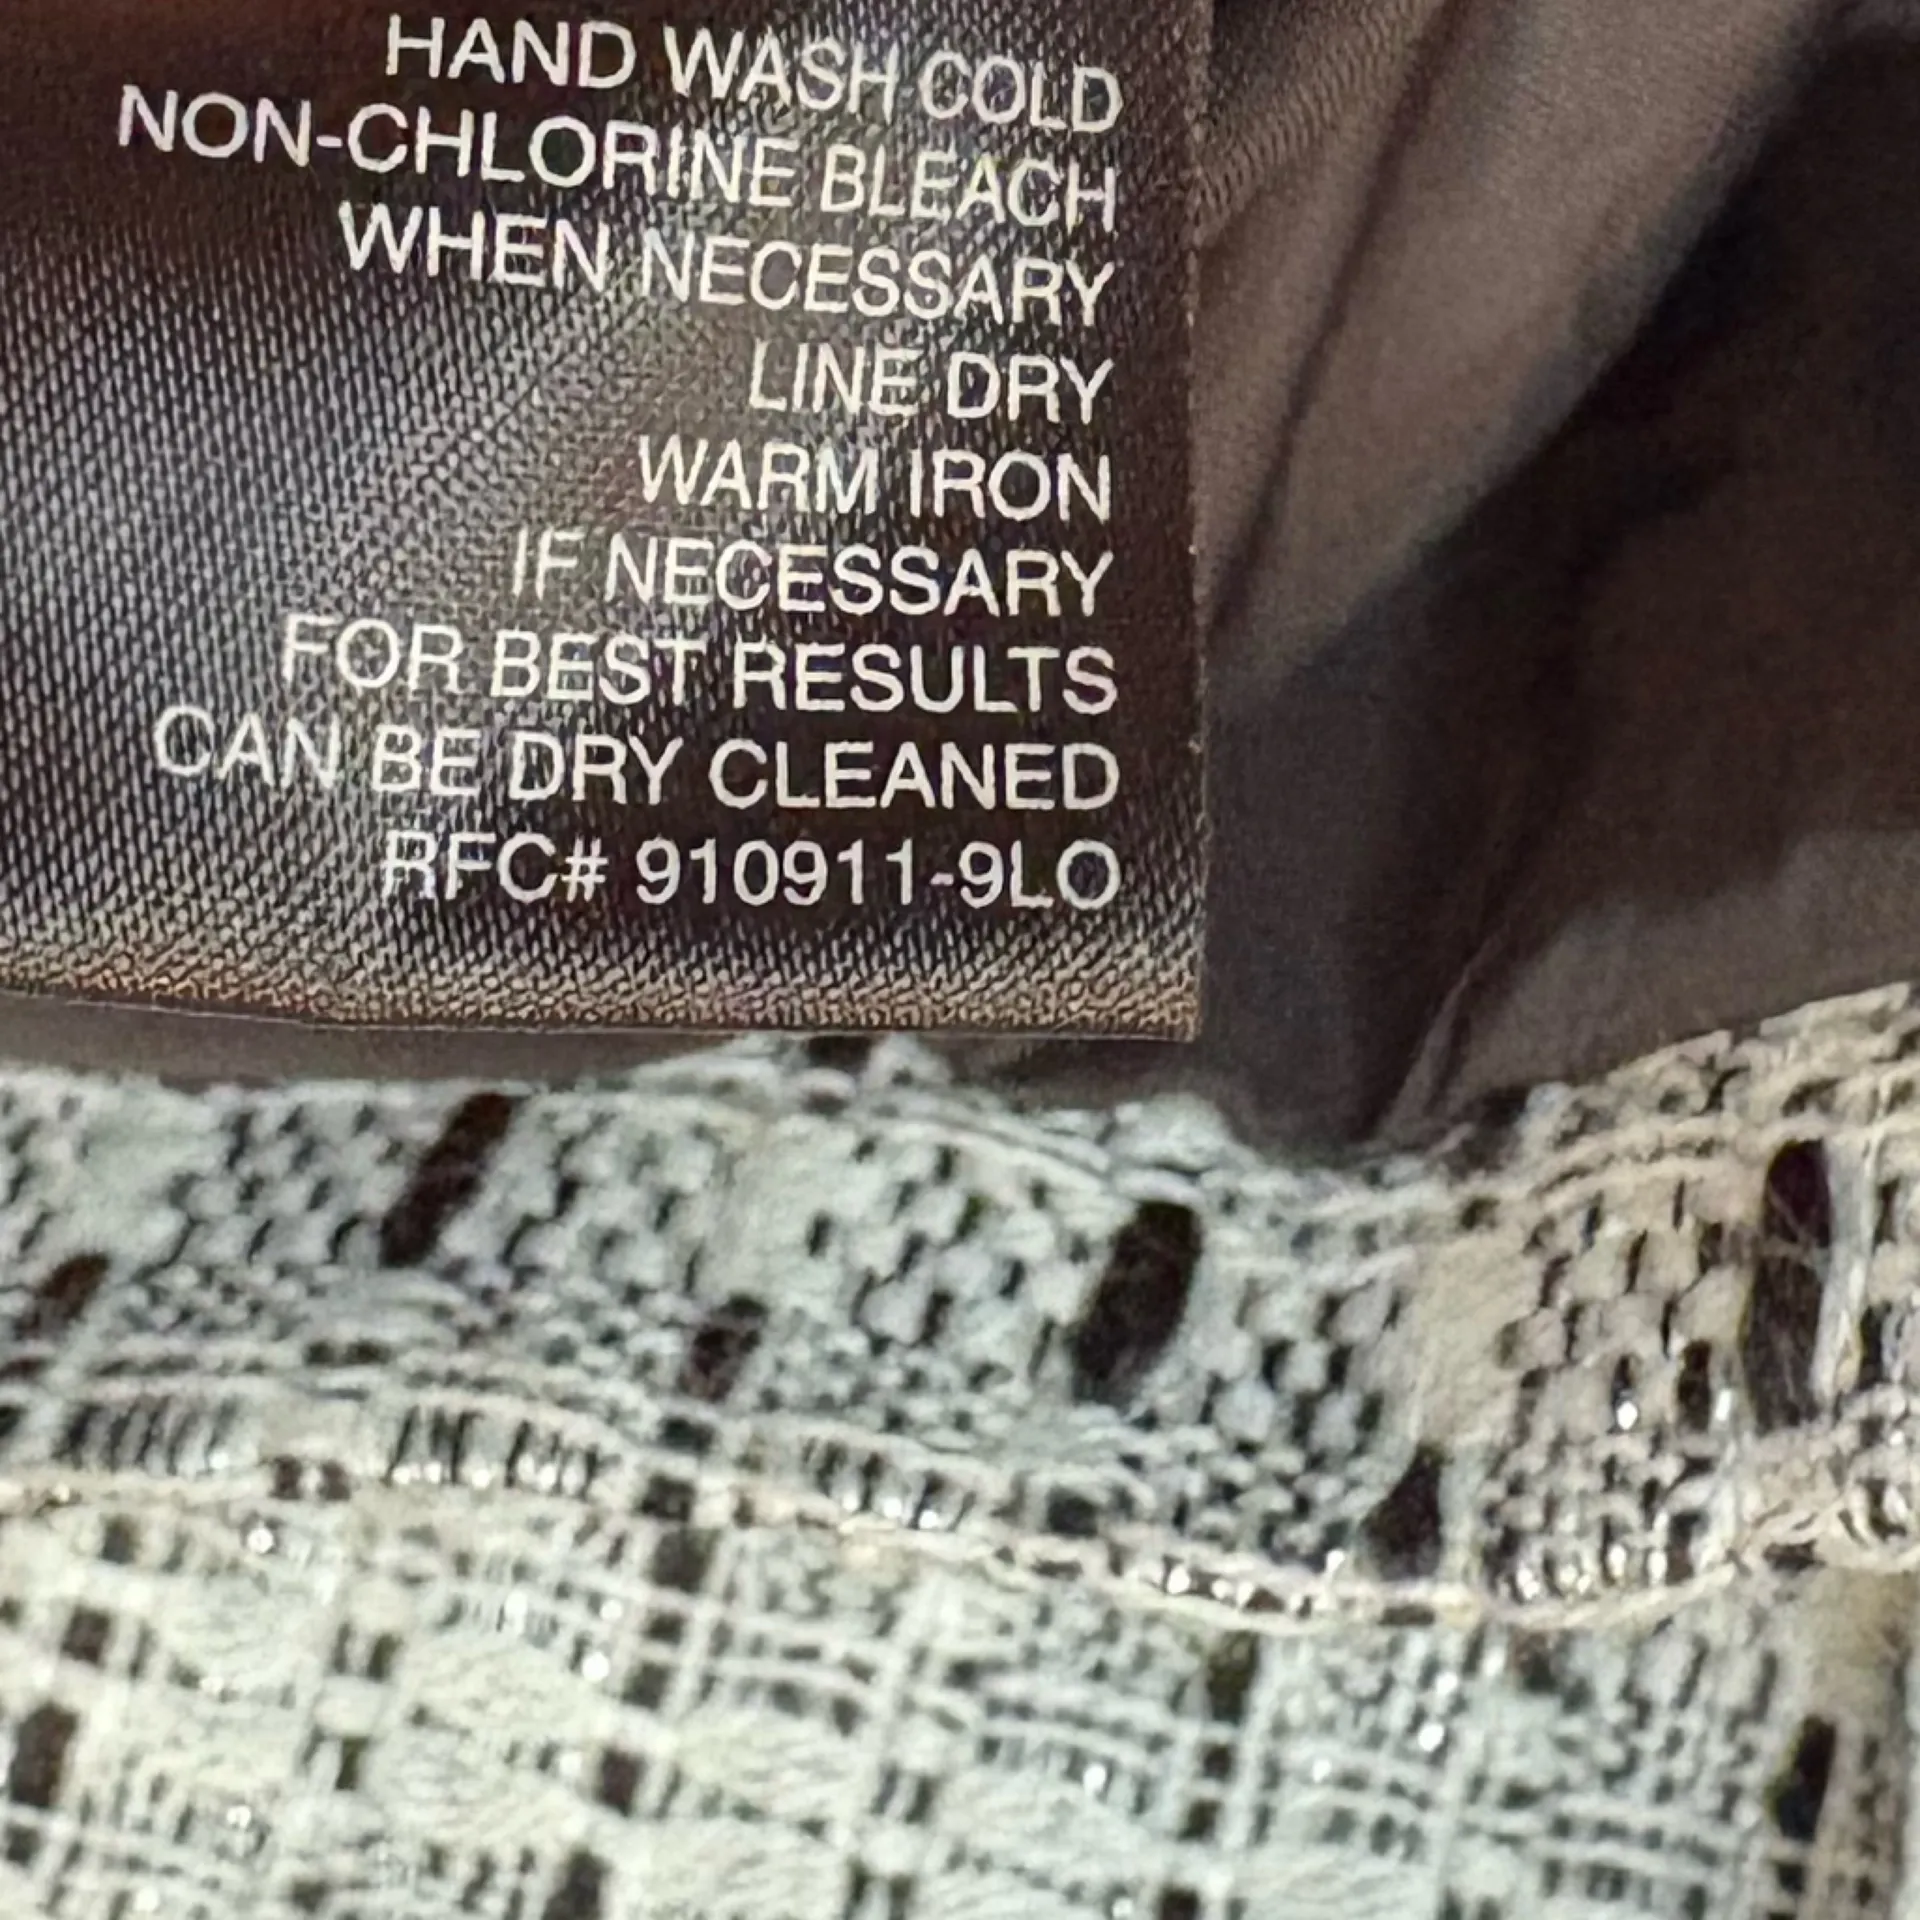 HAND WASH COLD
NON-CHLORINE BLEACH
WHEN NECESSARY
LINE DRY
WARM IRON
IF NECESSARY
FOR BEST RESULTS
CAN BE DRY CLEANED
RFC# 910911-9LO